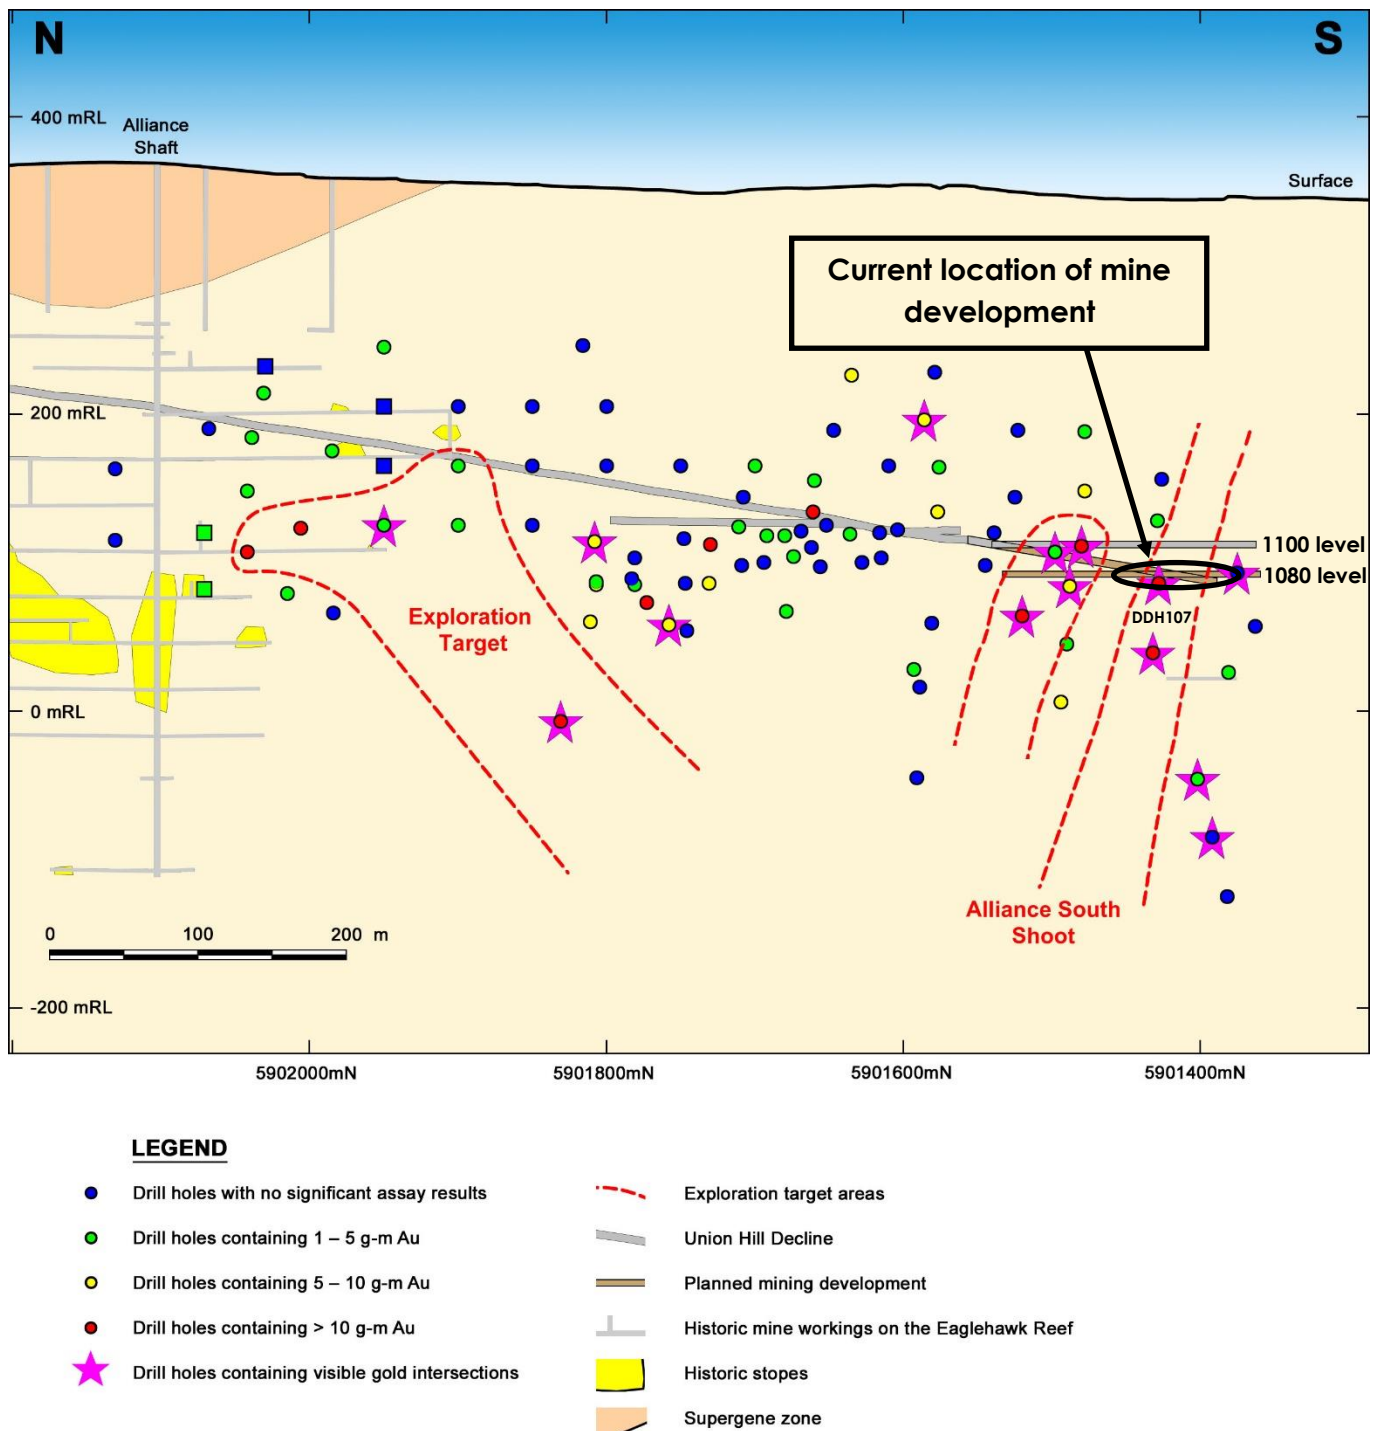 N
S
400 mRL
Alliance
Shaft
Surface
Current location of mine
development
200 mRL
1100 level
1080 level
DDH107
Exploration
Target
0 mRL
Alliance South
Shoot
0 100 200 m
-200 mRL
5902000mN 5901800mN 5901600mN 5901400mN
LEGEND
Drill holes with no significant assay results
Drill holes containing 1 – 5 g-m Au
Drill holes containing 5 – 10 g-m Au
Drill holes containing > 10 g-m Au
Drill holes containing visible gold intersections
Exploration target areas
Union Hill Decline
Planned mining development
Historic mine workings on the Eaglehawk Reef
Historic stopes
Supergene zone